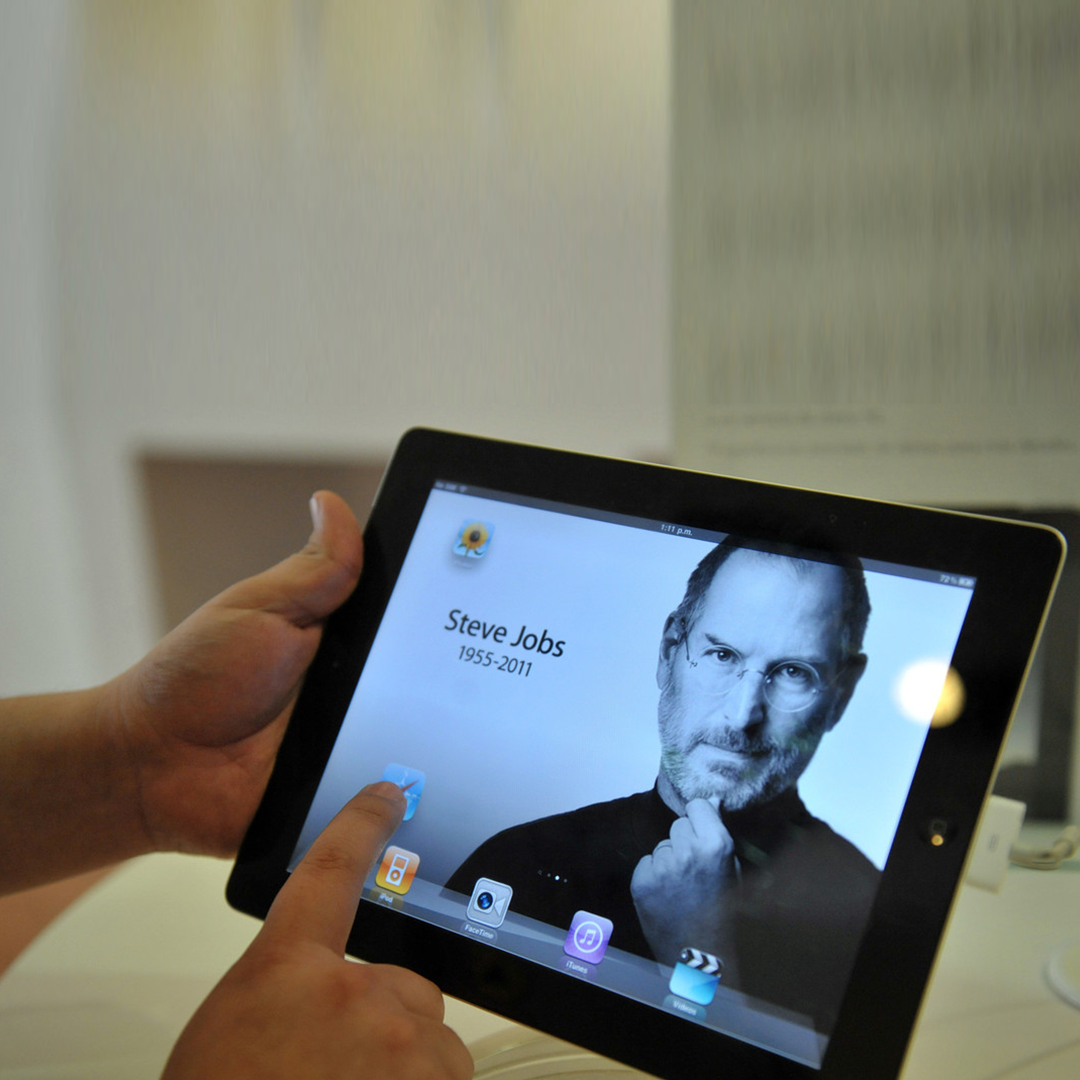 1:11 p.m.
72%
Steve Jobs
1955-2011
iPod
FaceTime
iTunes
Videos